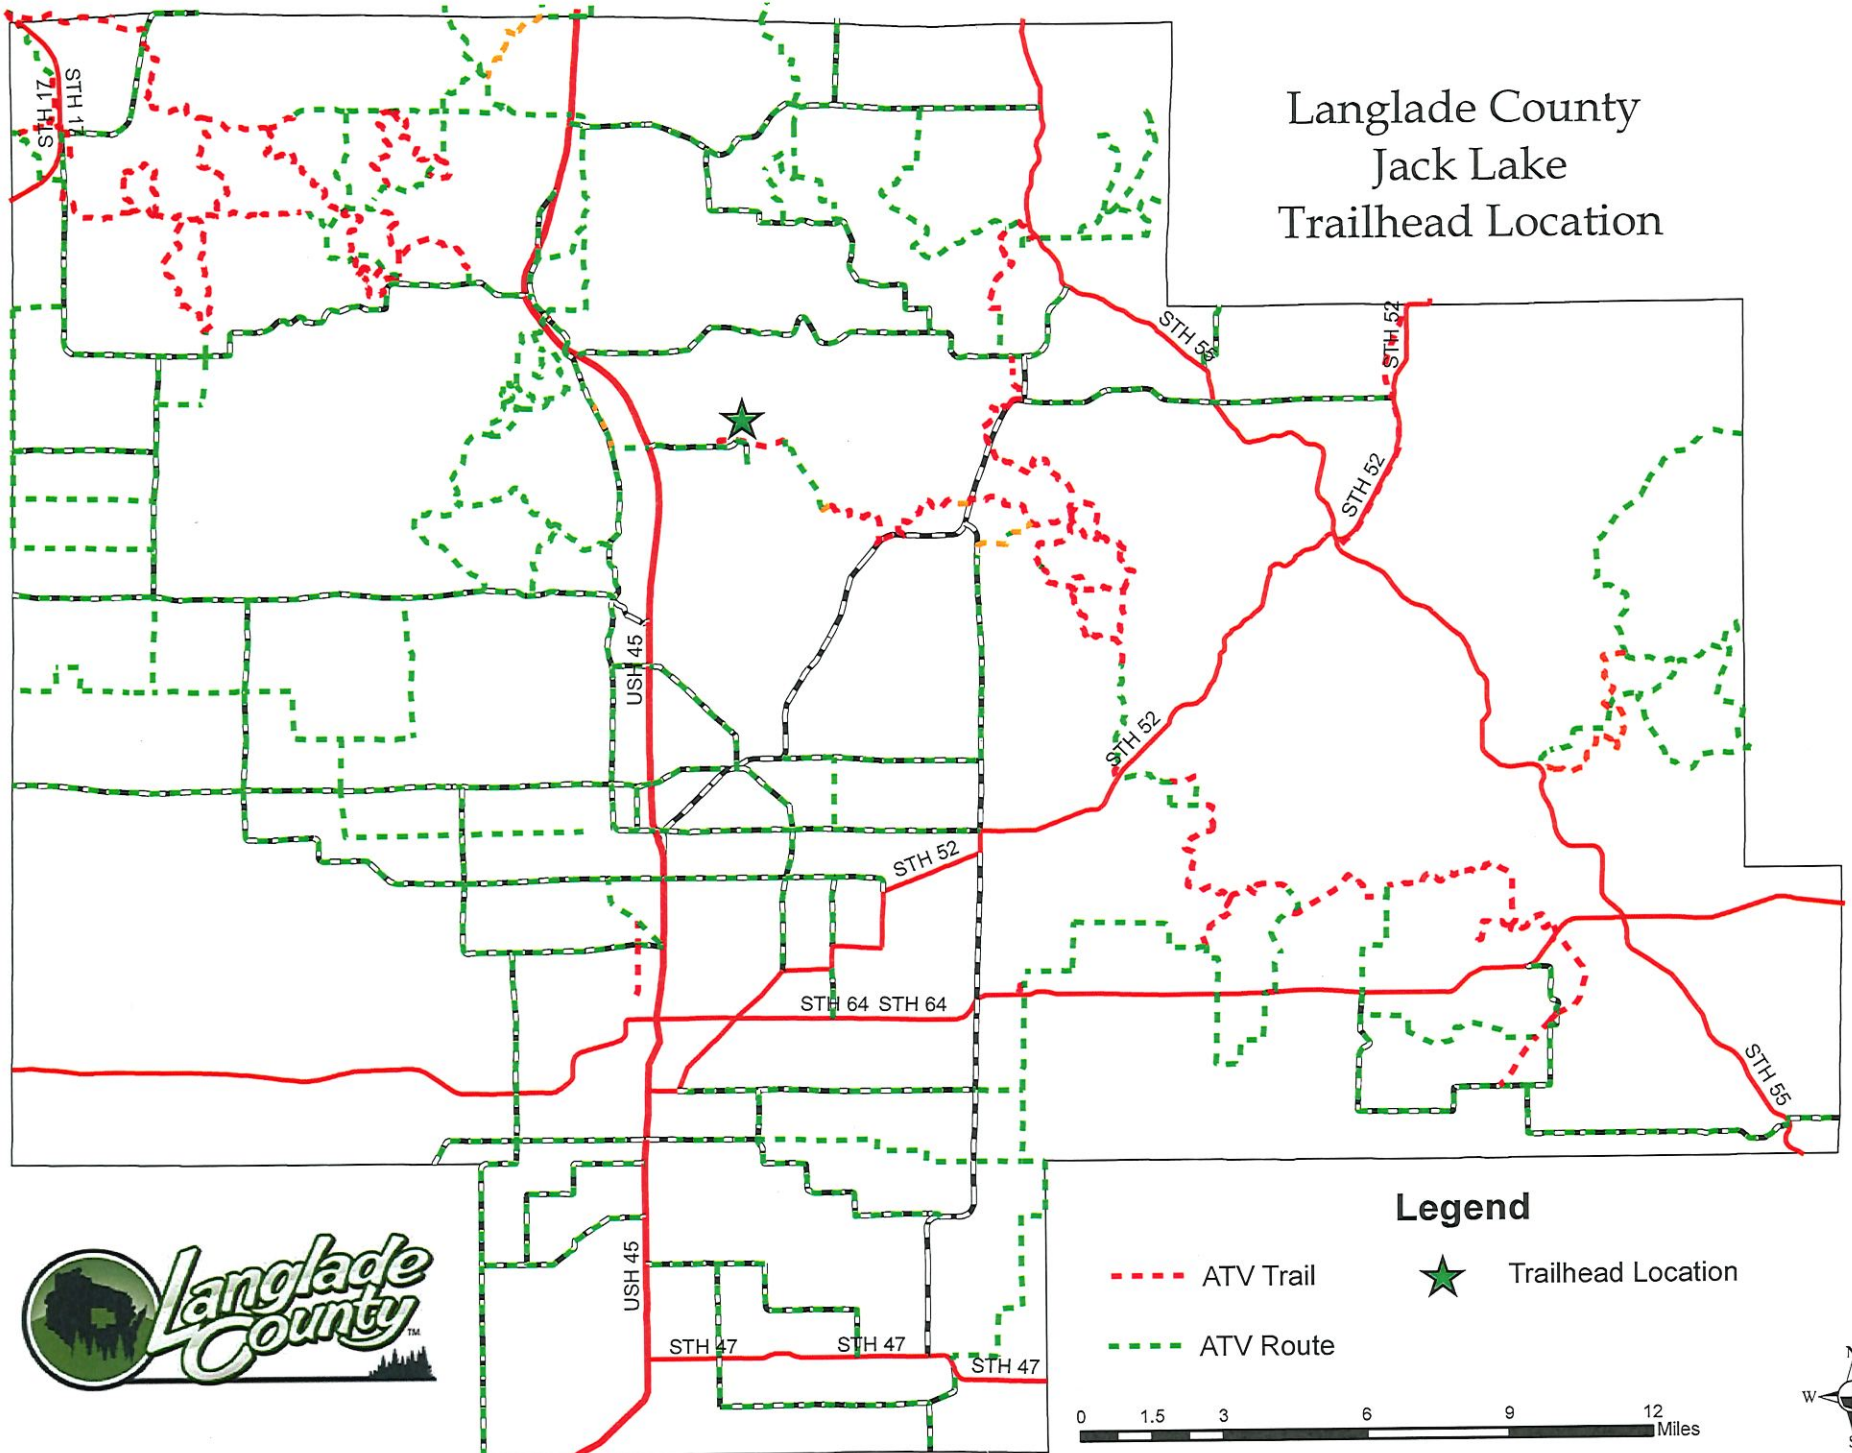 Langlade County
Jack Lake
Trailhead Location
STH 17
STH 17
STH 55
STH 52
STH 52
USH 45
STH 52
STH 52
STH 64 STH 64
STH 55
USH 45
STH 47
STH 47
STH 47
Langlade
County™
Legend
ATV Trail
Trailhead Location
ATV Route
0 1.5 3 6 9 12
Miles
N
W
S